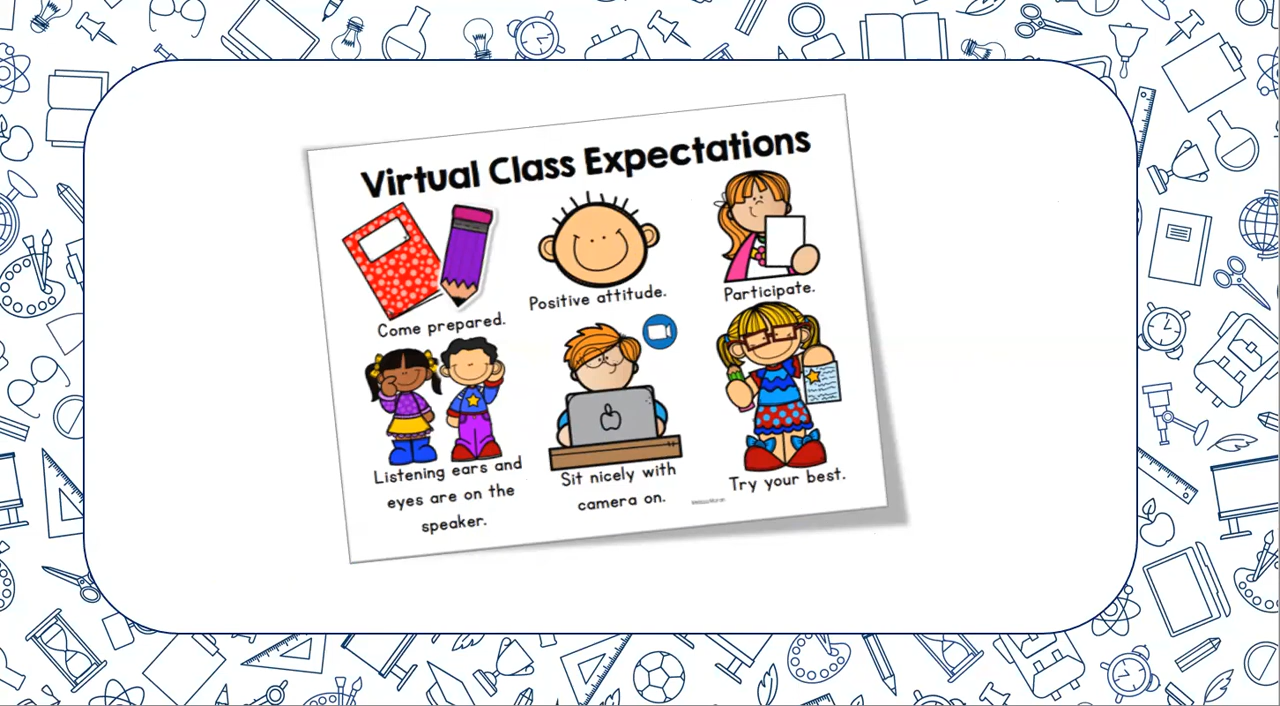 Virtual Class Expectations
Come prepared.
Positive attitude.
Participate.
Listening ears and
eyes are on the
speaker.
Sit nicely with
camera on.
Try your best.